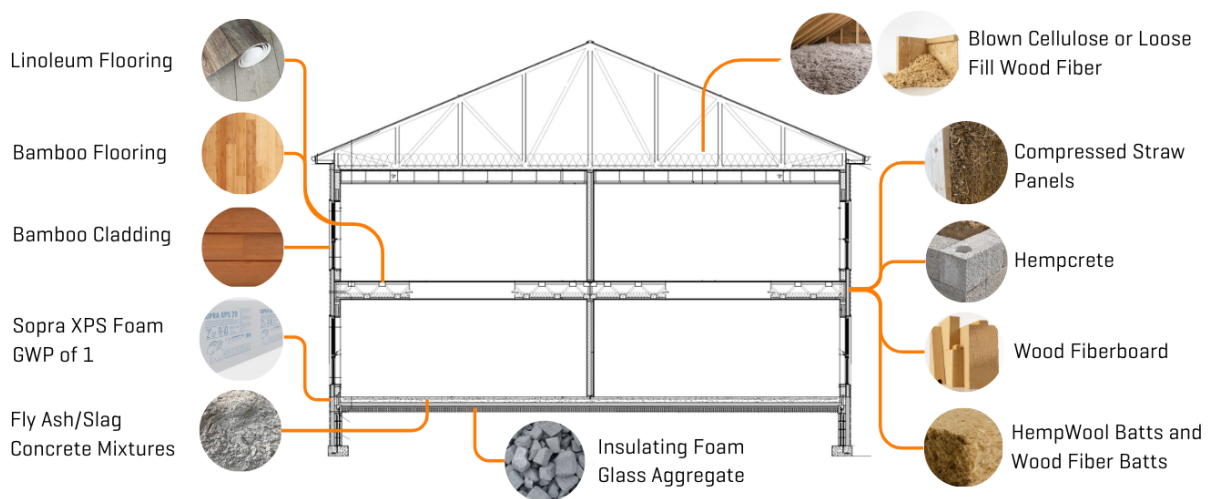 Linoleum Flooring
Bamboo Flooring
Bamboo Cladding
Sopra XPS Foam
GWP of 1
Fly Ash/Slag
Concrete Mixtures
Insulating Foam
Glass Aggregate
Blown Cellulose or Loose
Fill Wood Fiber
Compressed Straw
Panels
Hempcrete
Wood Fiberboard
HempWool Batts and
Wood Fiber Batts